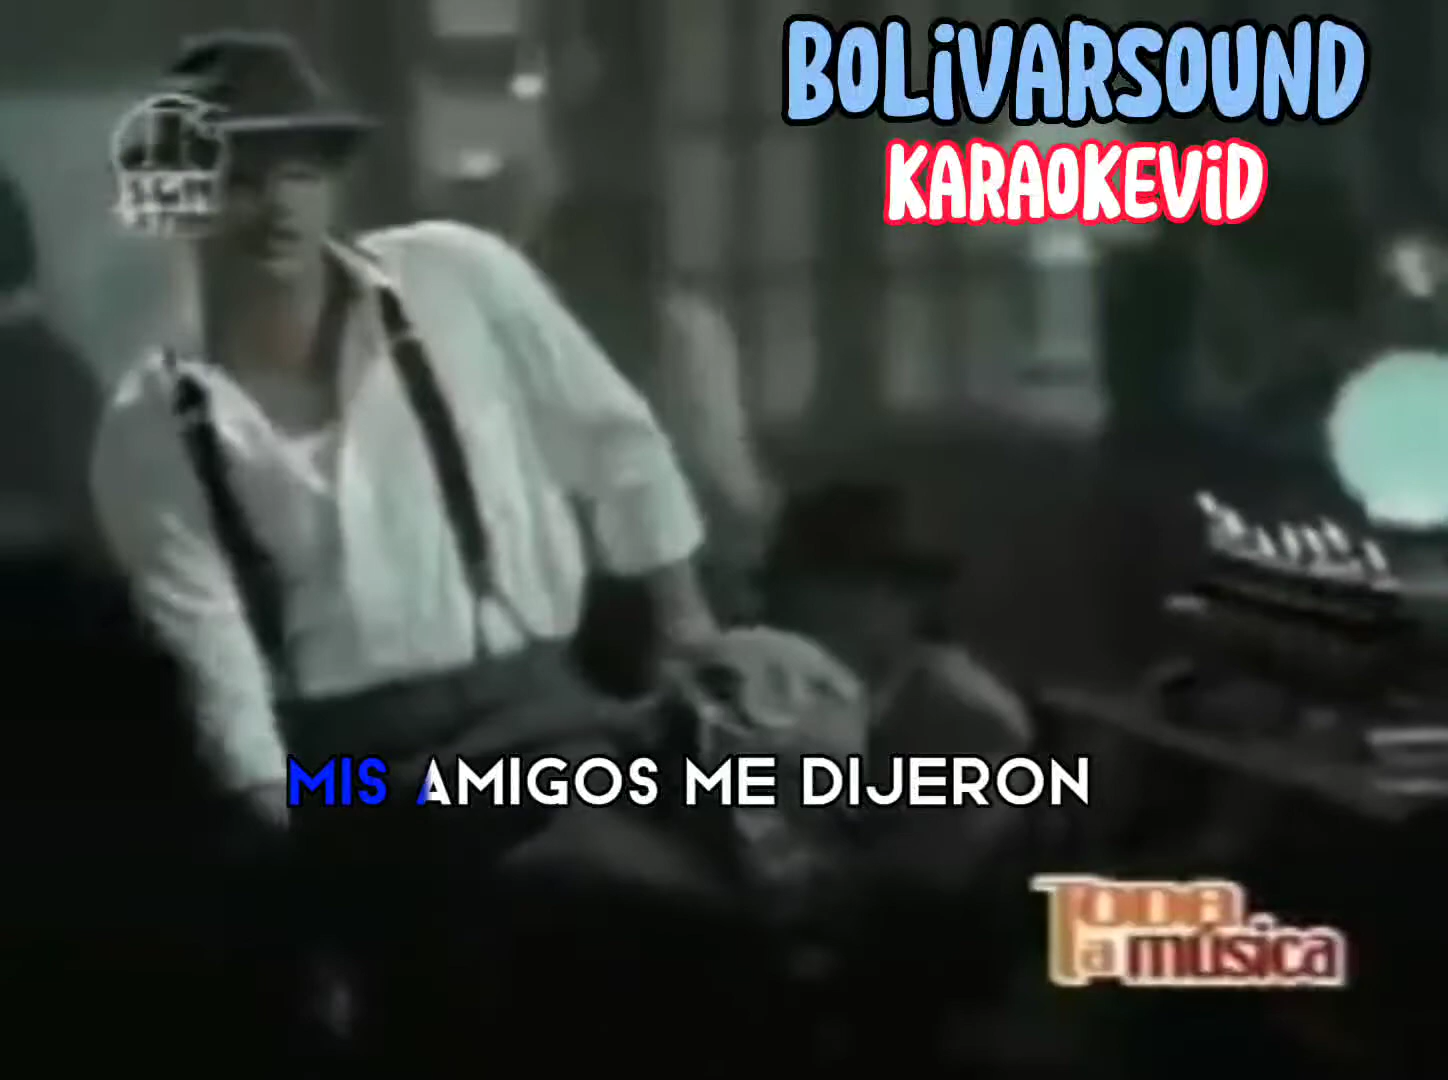 BOLiVARSOUND
KARAOKEViD
MIS AMIGOS ME DIJERON
Toda
la música